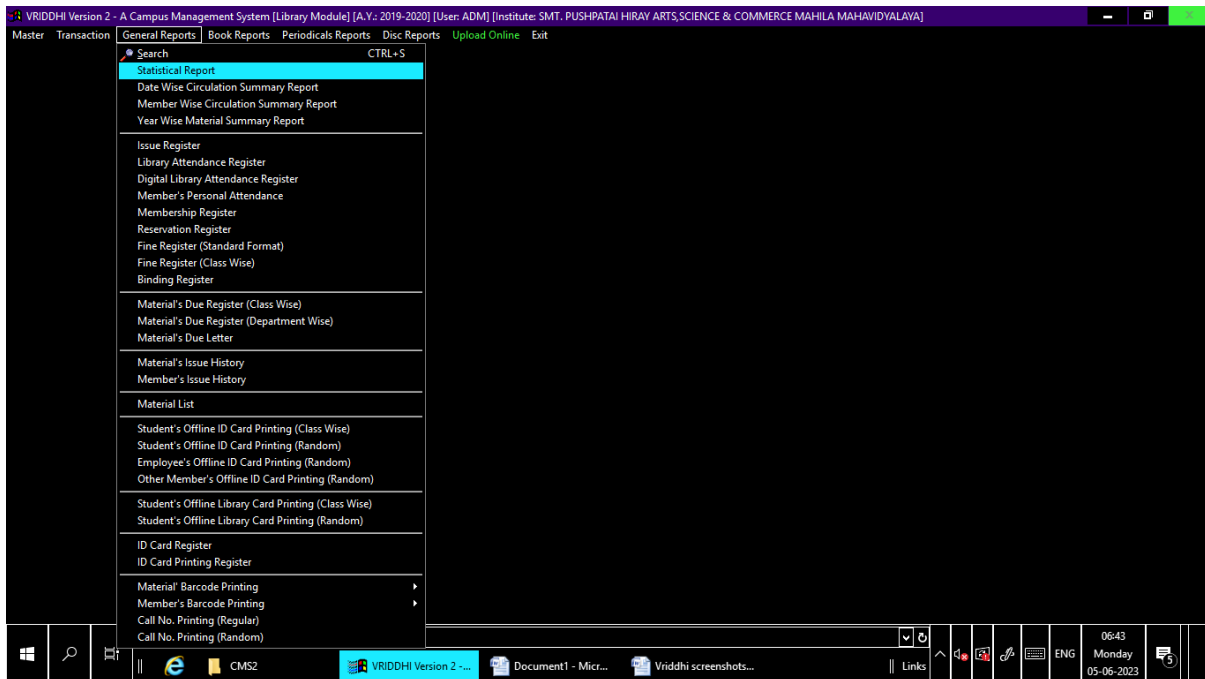 VRIDDHI Version 2 - A Campus Management System [Library Module] [A.Y.: 2019-2020] [User: ADM] [Institute: SMT. PUSHPATAI HIRAY ARTS,SCIENCE & COMMERCE MAHILA MAHAVIDYALAYA]
Master Transaction General Reports Book Reports Periodicals Reports Disc Reports Upload Online Exit
Search CTRL+S
Statistical Report
Date Wise Circulation Summary Report
Member Wise Circulation Summary Report
Year Wise Material Summary Report
Issue Register
Library Attendance Register
Digital Library Attendance Register
Member's Personal Attendance
Membership Register
Reservation Register
Fine Register (Standard Format)
Fine Register (Class Wise)
Binding Register
Material's Due Register (Class Wise)
Material's Due Register (Department Wise)
Material's Due Letter
Material's Issue History
Member's Issue History
Material List
Student's Offline ID Card Printing (Class Wise)
Student's Offline ID Card Printing (Random)
Employee's Offline ID Card Printing (Random)
Other Member's Offline ID Card Printing (Random)
Student's Offline Library Card Printing (Class Wise)
Student's Offline Library Card Printing (Random)
ID Card Register
ID Card Printing Register
Material' Barcode Printing
Member's Barcode Printing
Call No. Printing (Regular)
Call No. Printing (Random)
CMS2 VRIDDHI Version 2 -... Document1 - Micr... Vriddhi screenshots... Links
ENG
06:43
Monday
05-06-2023
5